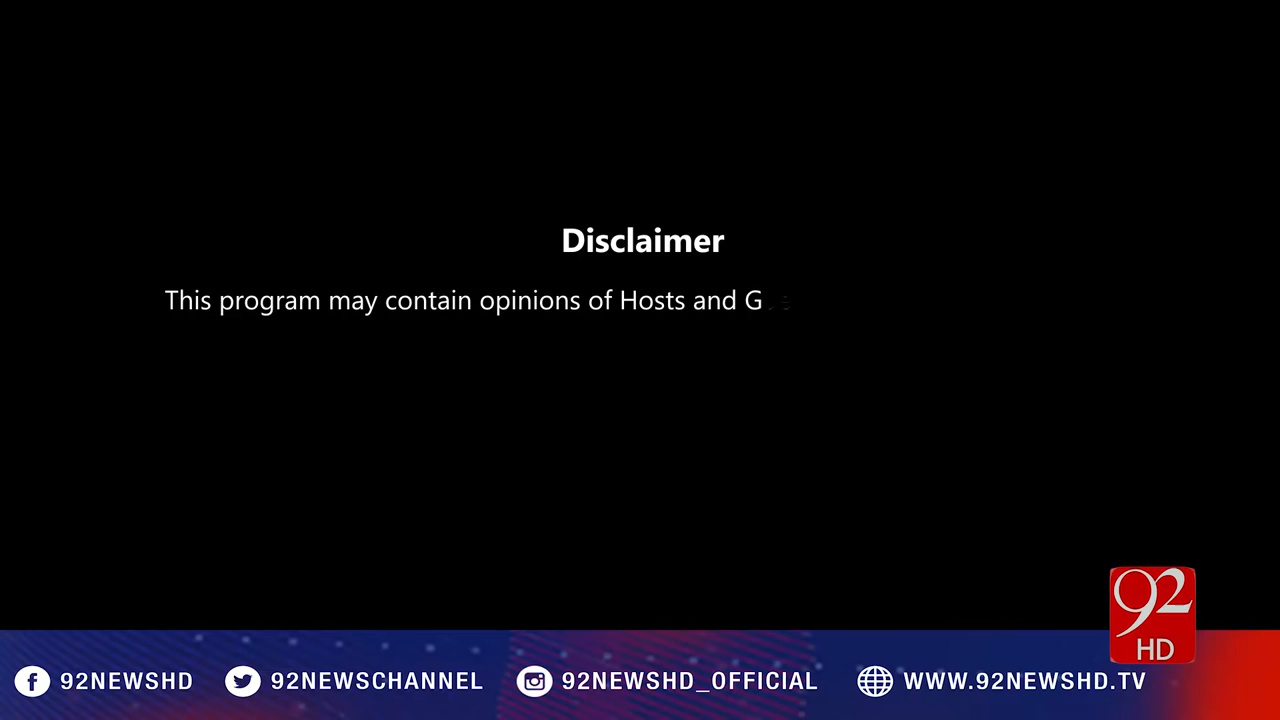 Disclaimer
This program may contain opinions of Hosts and G
92
HD
92NEWSHD
92NEWSCHANNEL
92NEWSHD_OFFICIAL
WWW.92NEWSHD.TV